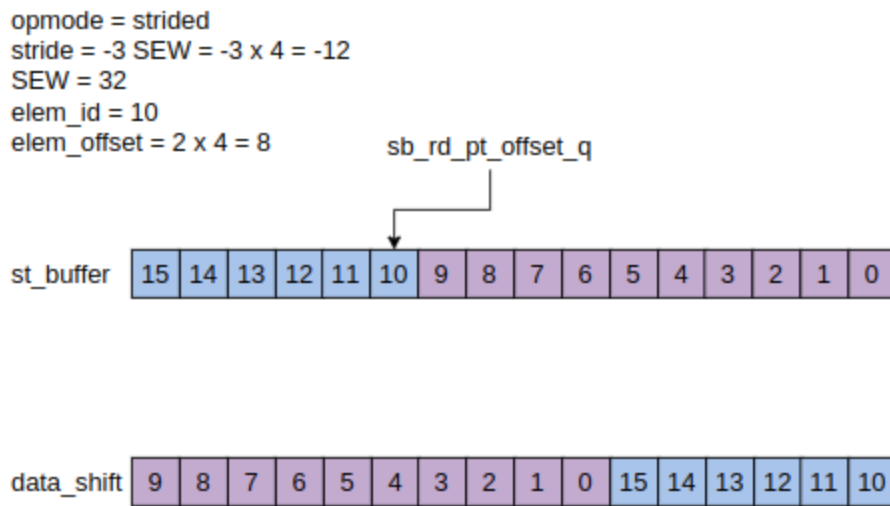 opmode = strided
stride = -3 SEW = -3 x 4 = -12
SEW = 32
elem_id = 10
elem_offset = 2 x 4 = 8
sb_rd_pt_offset_q
st_buffer 15 14 13 12 11 10 9 8 7 6 5 4 3 2 1 0
data_shift 9 8 7 6 5 4 3 2 1 0 15 14 13 12 11 10